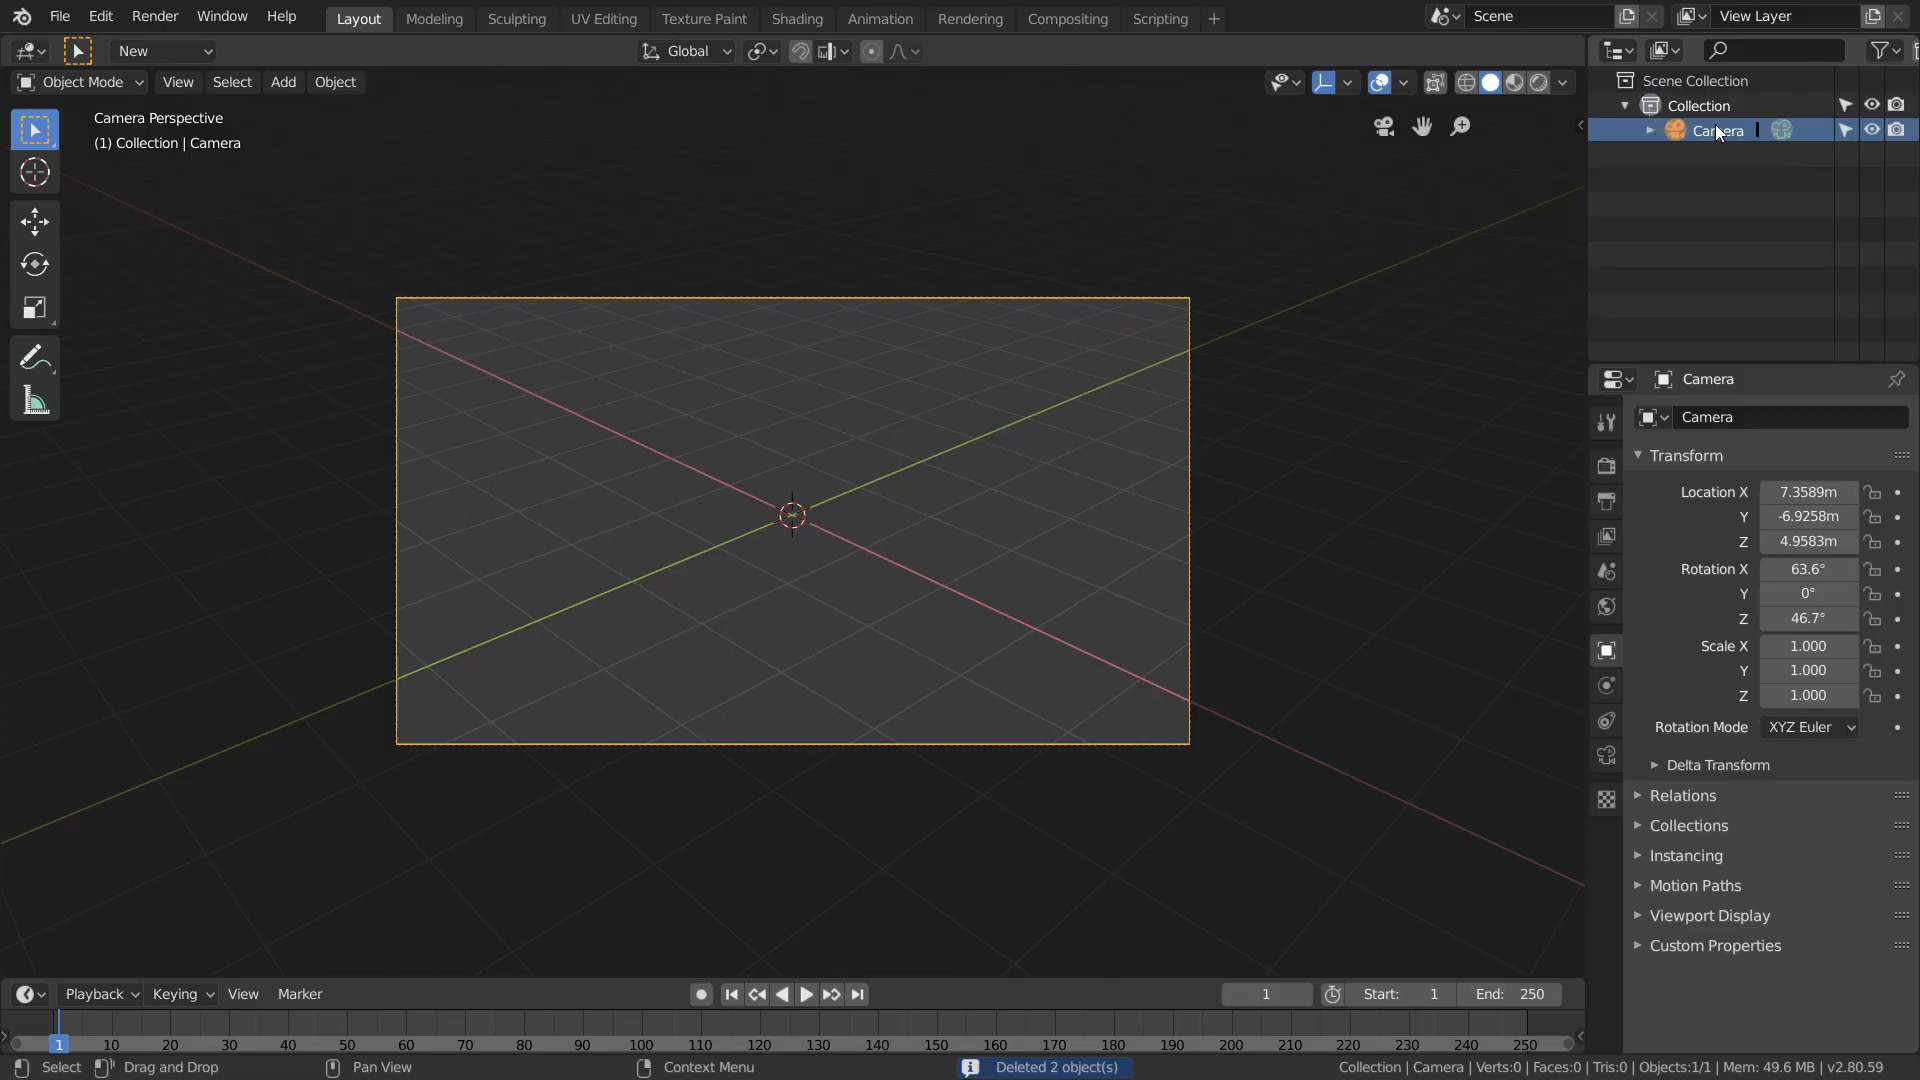 File Edit Render Window Help Layout Modeling Sculpting UV Editing Texture Paint Shading Animation Rendering Compositing Scripting + Scene View Layer
New Global
Object Mode View Select Add Object
Scene Collection
Collection
Camera
Camera Perspective
(1) Collection | Camera
Camera
Camera
Transform
Location X 7.3589m
Y -6.9258m
Z 4.9583m
Rotation X 63.6°
Y 0°
Z 46.7°
Scale X 1.000
Y 1.000
Z 1.000
Rotation Mode XYZ Euler
Delta Transform
Relations
Collections
Instancing
Motion Paths
Viewport Display
Custom Properties
Playback Keying View Marker 1 Start: 1 End: 250
1 10 20 30 40 50 60 70 80 90 100 110 120 130 140 150 160 170 180 190 200 210 220 230 240 250
Select Drag and Drop Pan View Context Menu Deleted 2 object(s) Collection | Camera | Verts:0 | Faces:0 | Tris:0 | Objects:1/1 | Mem: 49.6 MB | v2.80.59